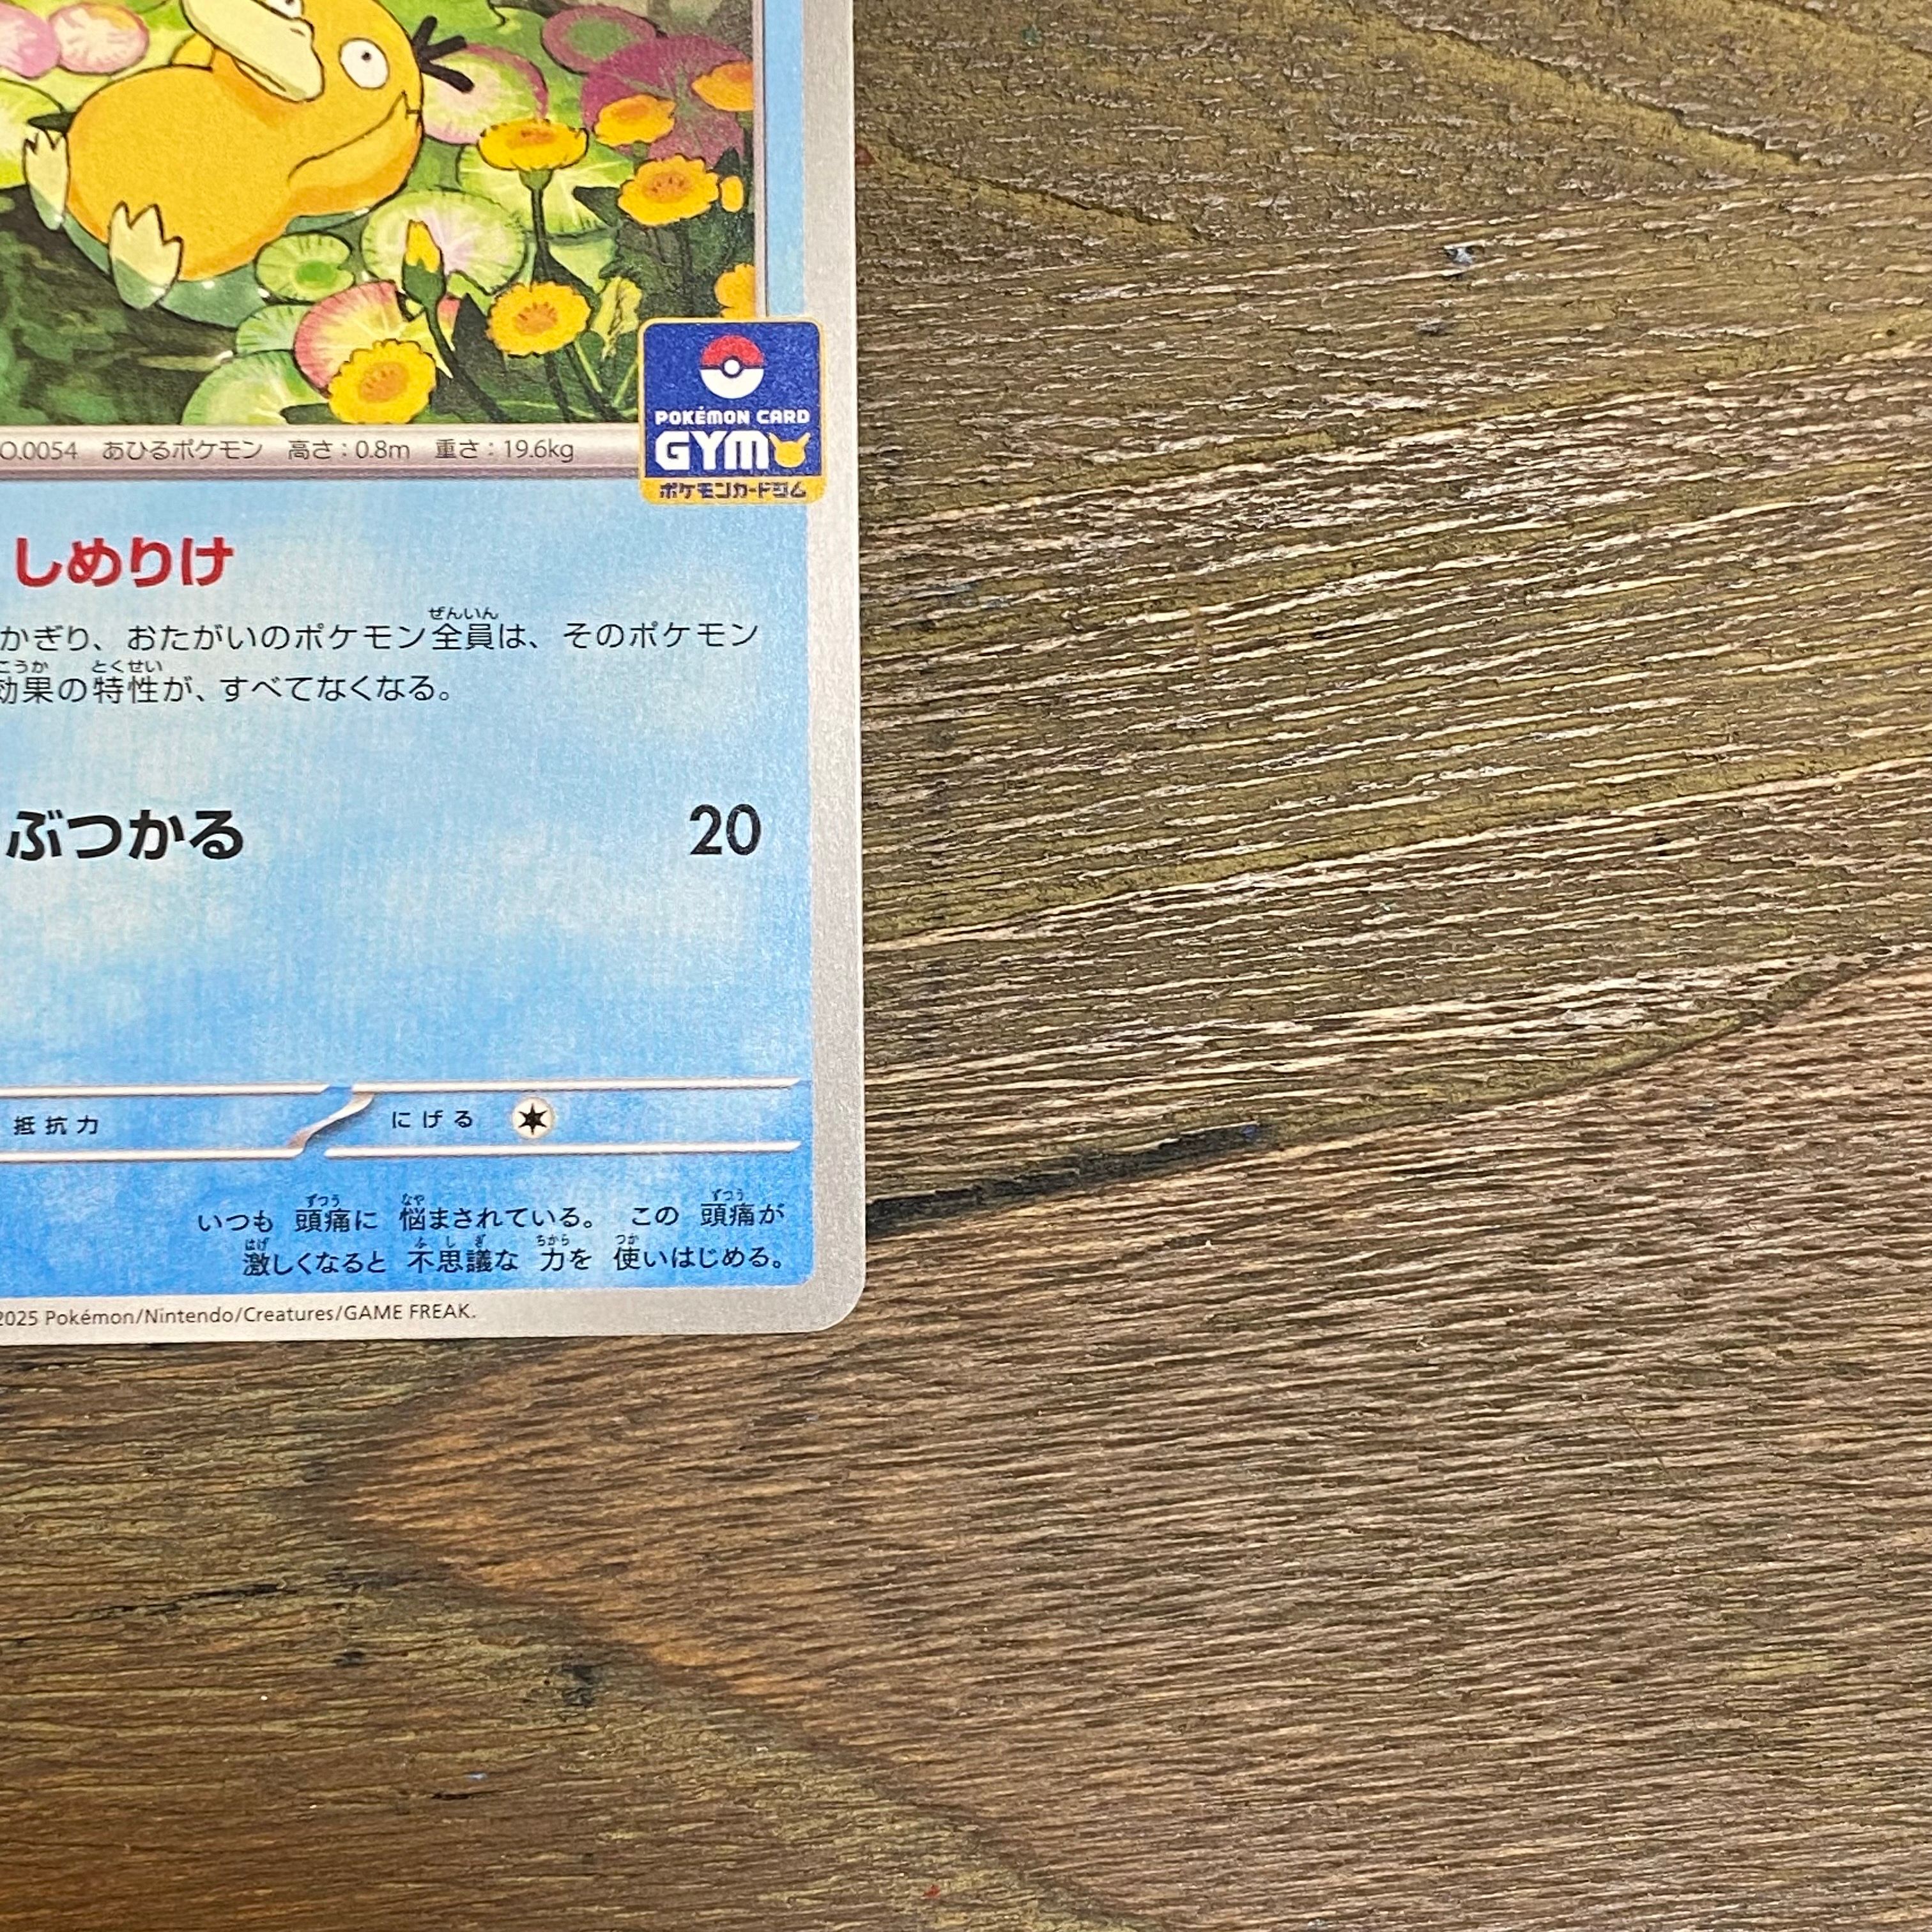 O.0054 あひるポケモン 高さ：0.8m 重さ：19.6kg
POKÉMON CARD
GYM
ポケモンカードジム
しめりけ
ぜんいん
かぎり、おたがいのポケモン全員は、そのポケモン
こうか とくせい
効果の特性が、すべてなくなる。
ぶつかる 20
抵抗力 にげる
ずつう なや ずつう
いつも 頭痛に 悩まされている。 この 頭痛が
はげ ふしぎ ちから つか
激しくなると 不思議な 力を 使いはじめる。
2025 Pokémon/Nintendo/Creatures/GAME FREAK.